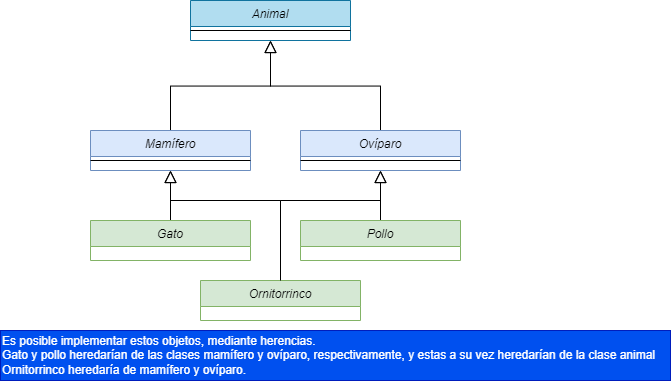 Animal
Mamífero
Ovíparo
Gato
Pollo
Ornitorrinco
Es posible implementar estos objetos, mediante herencias.
Gato y pollo heredarían de las clases mamífero y ovíparo, respectivamente, y estas a su vez heredarían de la clase animal
Ornitorrinco heredaría de mamífero y ovíparo.